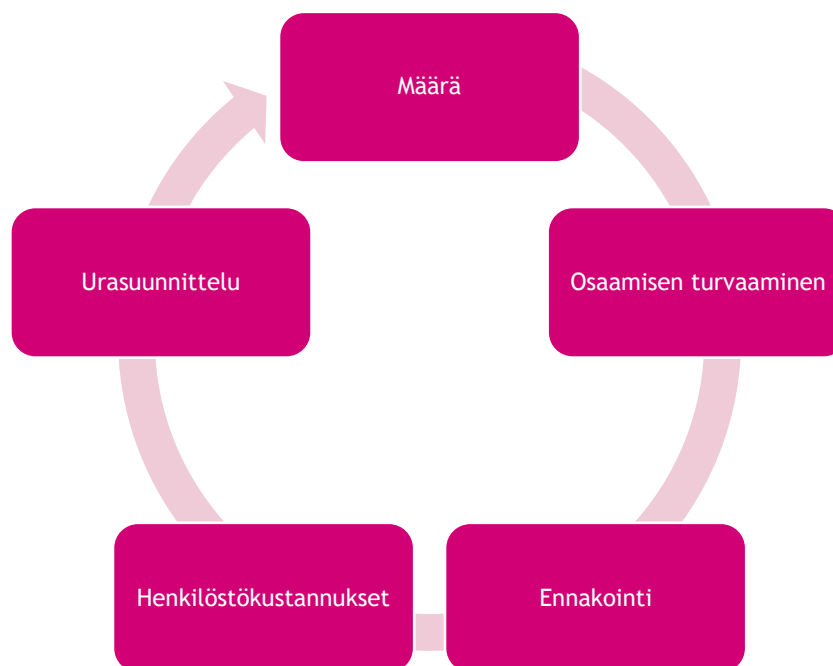 Määrä
Osaamisen turvaaminen
Ennakointi
Henkilöstökustannukset
Urasuunnittelu